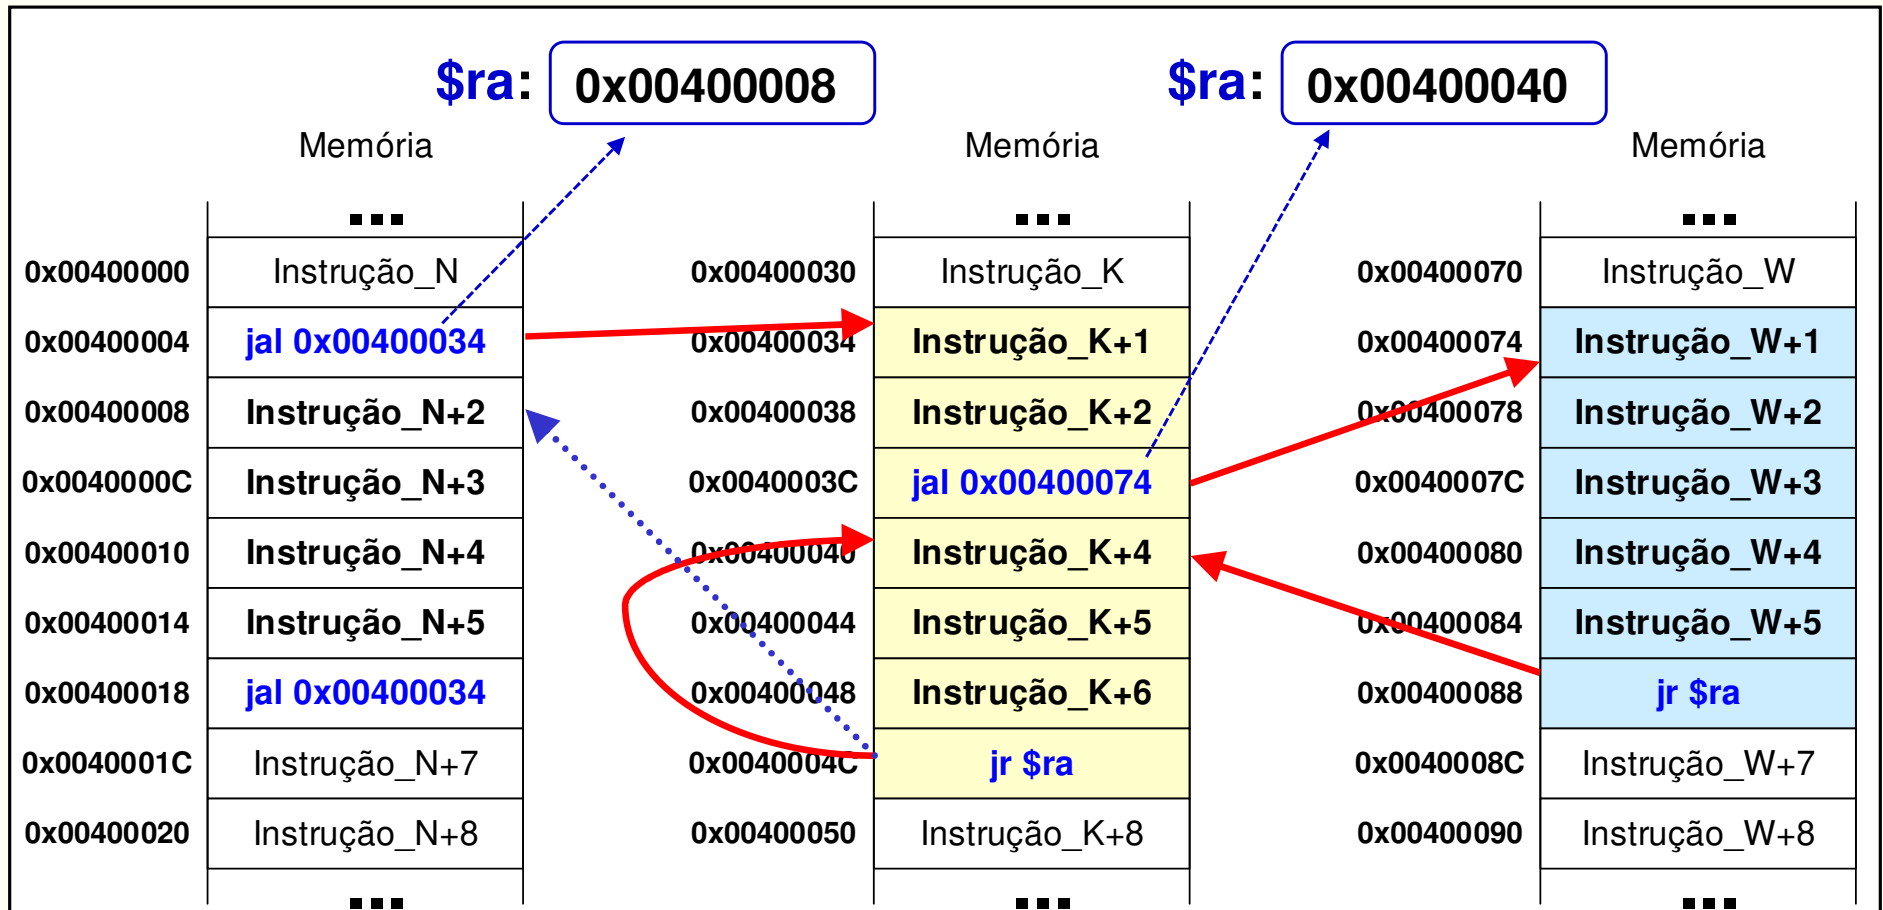 $ra: 0x00400008 $ra: 0x00400040
Memória Memória Memória
... ... ...
0x00400000 Instrução_N 0x00400030 Instrução_K 0x00400070 Instrução_W
0x00400004 jal 0x00400034 0x00400034 Instrução_K+1 0x00400074 Instrução_W+1
0x00400008 Instrução_N+2 0x00400038 Instrução_K+2 0x00400078 Instrução_W+2
0x0040000C Instrução_N+3 0x0040003C jal 0x00400074 0x0040007C Instrução_W+3
0x00400010 Instrução_N+4 0x00400040 Instrução_K+4 0x00400080 Instrução_W+4
0x00400014 Instrução_N+5 0x00400044 Instrução_K+5 0x00400084 Instrução_W+5
0x00400018 jal 0x00400034 0x00400048 Instrução_K+6 0x00400088 jr $ra
0x0040001C Instrução_N+7 0x0040004C jr $ra 0x0040008C Instrução_W+7
0x00400020 Instrução_N+8 0x00400050 Instrução_K+8 0x00400090 Instrução_W+8
... ... ...